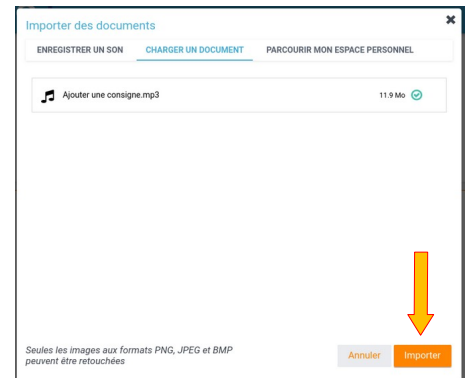 Importer des documents
ENREGISTRER UN SON CHARGER UN DOCUMENT PARCOURIR MON ESPACE PERSONNEL
Ajouter une consigne.mp3 11.9 Mo
Seules les images aux formats PNG, JPEG et BMP
peuvent être retouchées
Annuler Importer